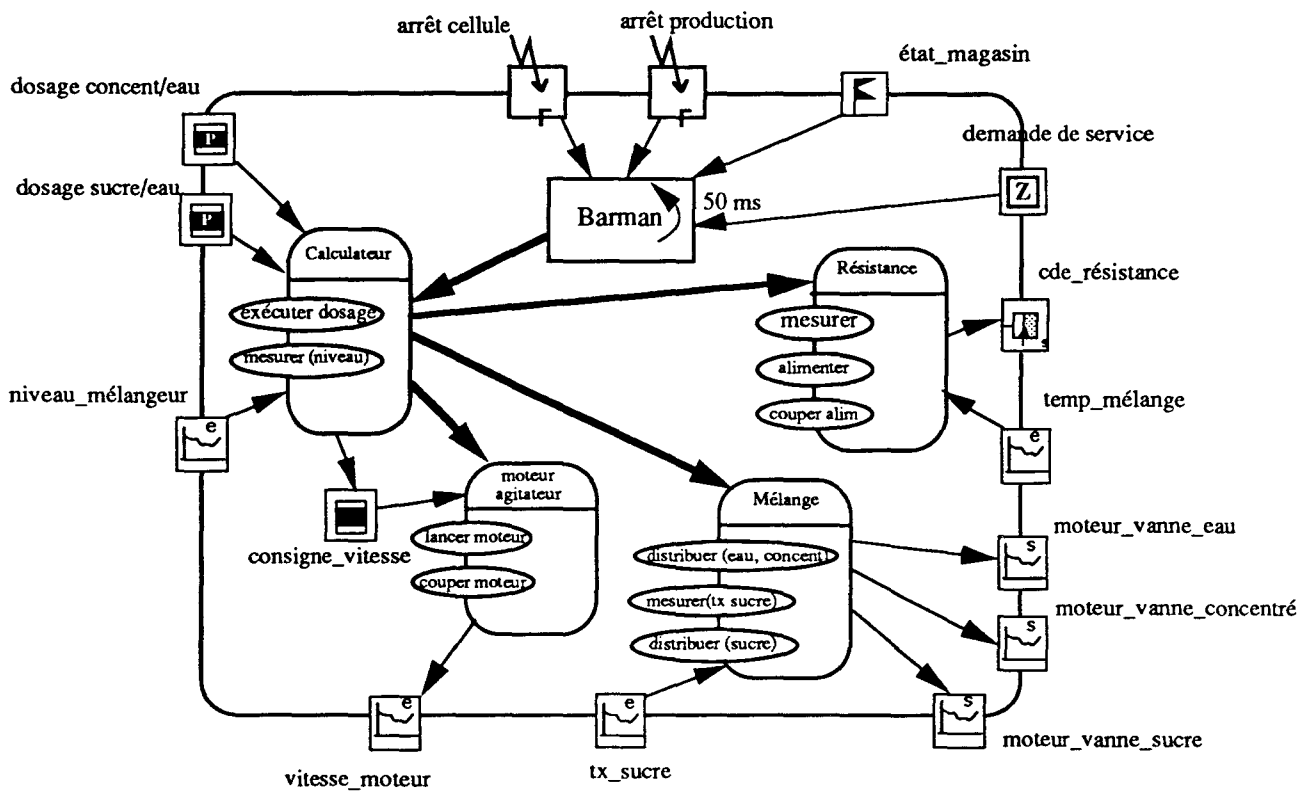 arrêt cellule
arrêt production
état_magasin
dosage concent/eau
demande de service
P
F
F
dosage sucre/eau
P
Z
Barman
50 ms
Calculateur
Résistance
cde_résistance
exécuter dosage
mesurer
s
mesurer (niveau)
alimenter
niveau_mélangeur
temp_mélange
couper alim
e
e
moteur
agitateur
Mélange
moteur_vanne_eau
lancer moteur
s
consigne_vitesse
distribuer (eau, concent)
couper moteur
mesurer(tx sucre)
moteur_vanne_concentré
s
distribuer (sucre)
e
e
s
moteur_vanne_sucre
vitesse_moteur
tx_sucre